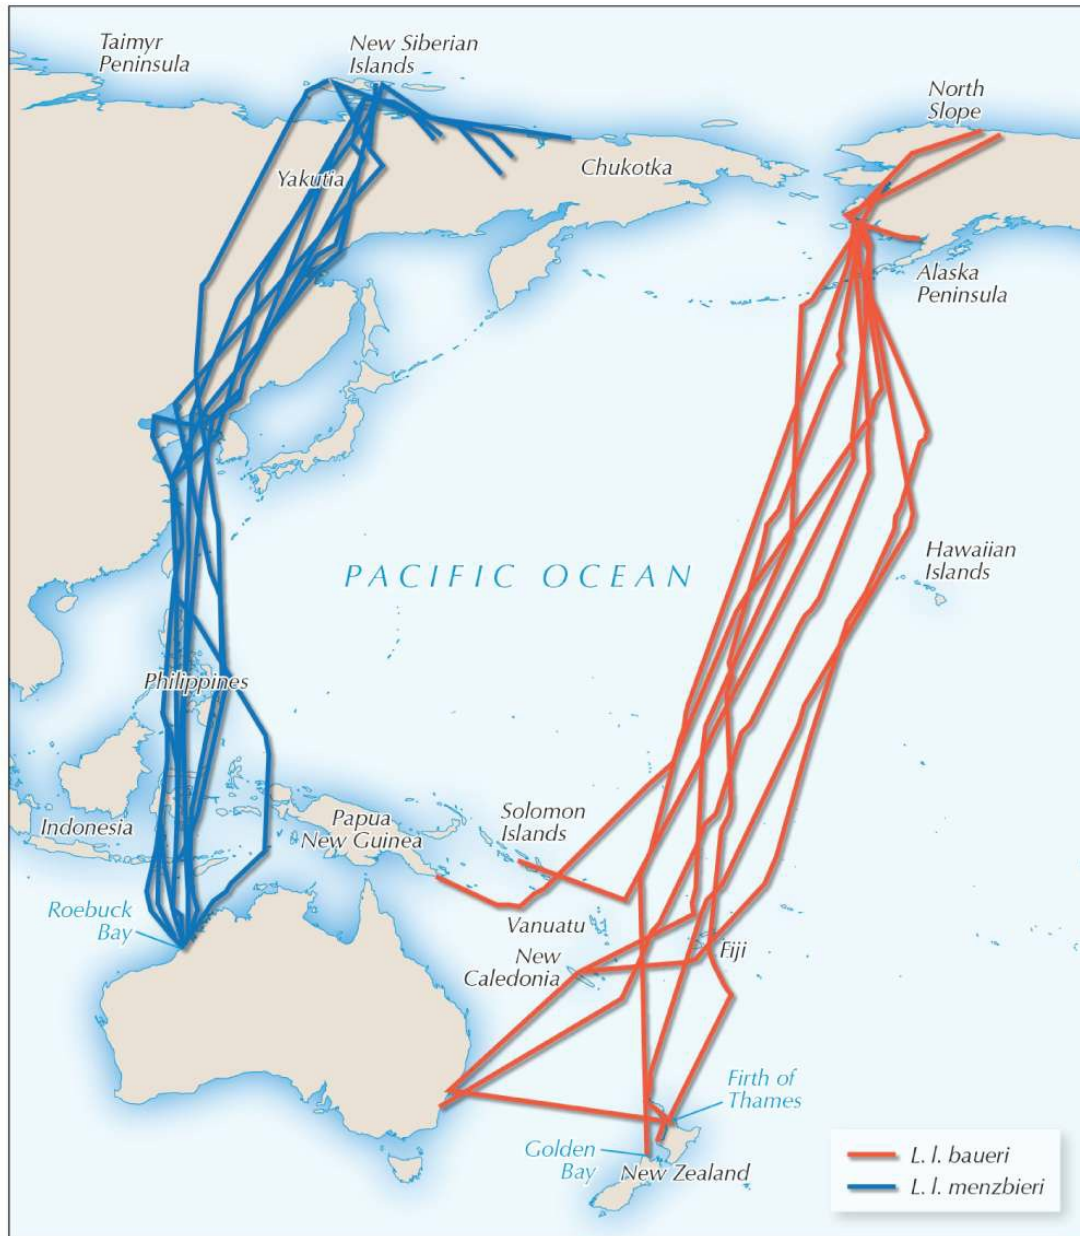 Taimyr
Peninsula
New Siberian
Islands
North
Slope
Yakutia
Chukotka
Alaska
Peninsula
Hawaiian
Islands
PACIFIC OCEAN
Philippines
Indonesia
Papua
New Guinea
Solomon
Islands
Roebuck
Bay
Vanuatu
New
Caledonia
Fiji
Firth of
Thames
Golden
Bay
New Zealand
L. l. baueri
L. l. menzbieri